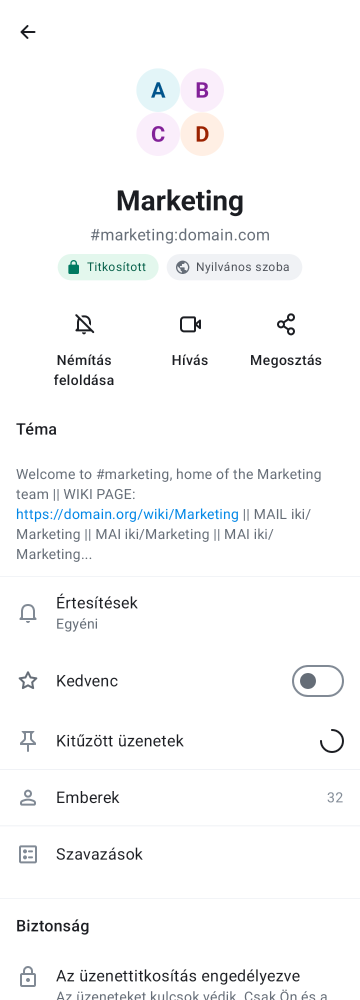 A B
C D
Marketing
#marketing:domain.com
Titkosított Nyilvános szoba
Némítás
feloldása
Hívás
Megosztás
Téma
Welcome to #marketing, home of the Marketing
team || WIKI PAGE:
https://domain.org/wiki/Marketing || MAIL iki/
Marketing || MAI iki/Marketing || MAI iki/
Marketing...
Értesítések
Egyéni
Kedvenc
Kitűzött üzenetek
Emberek 32
Szavazások
Biztonság
Az üzenettitkosítás engedélyezve
Az üzeneteket kulcsok védik. Csak Ön és a